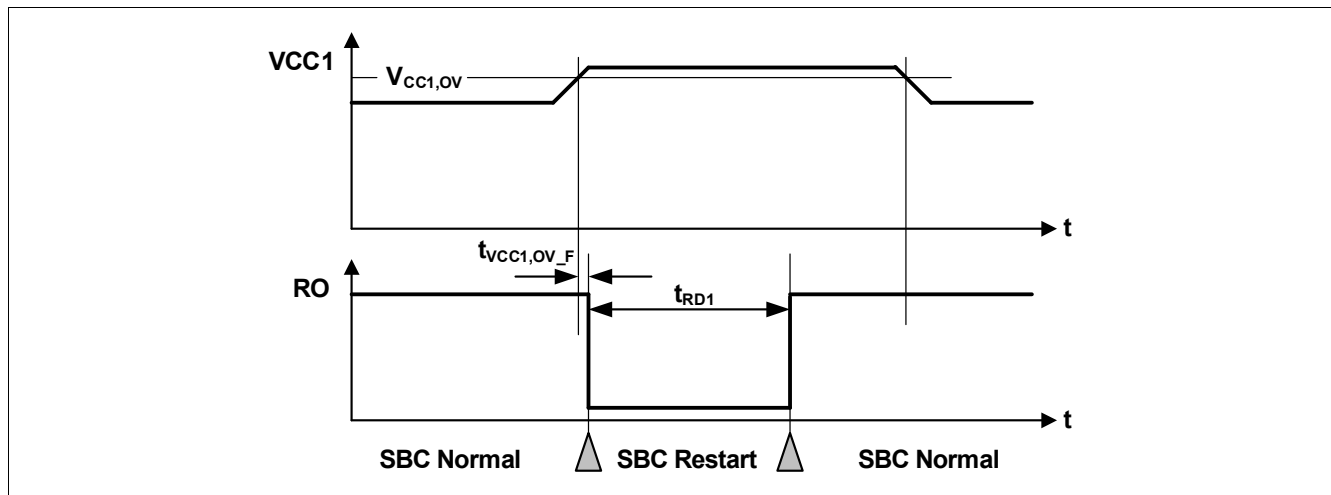 VCC1
VCC1,OV
t
tVCC1,OV_F
RO
tRD1
t
SBC Normal SBC Restart SBC Normal